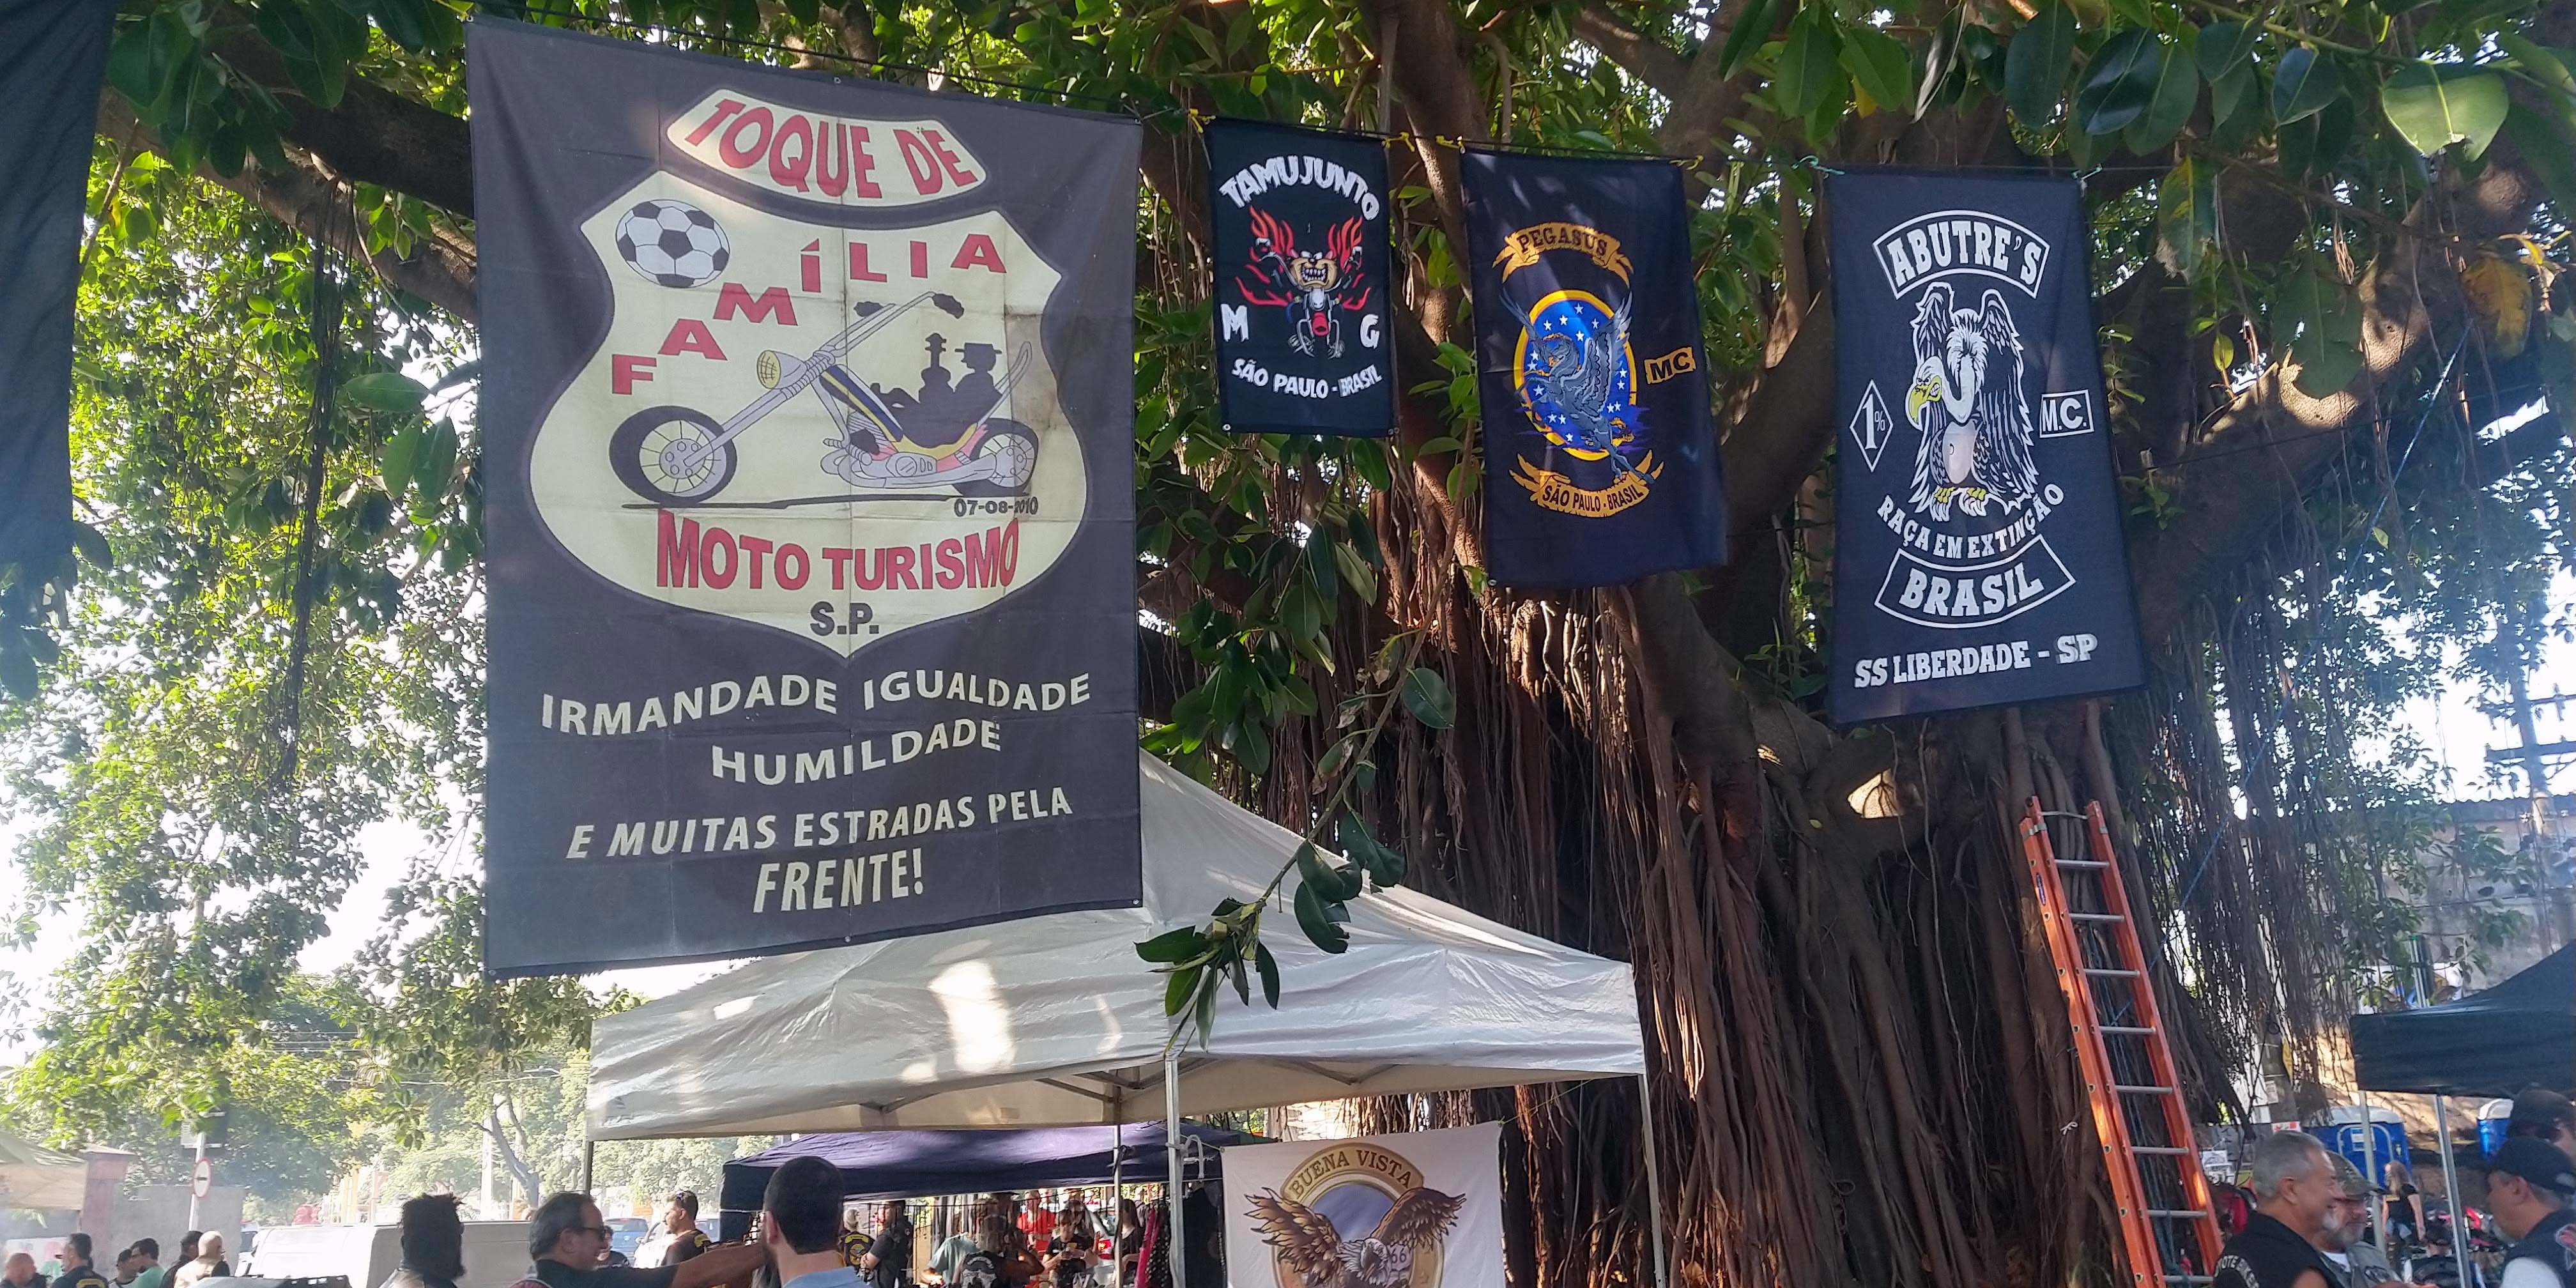 TOQUE DE
FAMÍLIA
07-08-2010
MOTO TURISMO
S.P.
IRMANDADE IGUALDADE
HUMILDADE
E MUITAS ESTRADAS PELA
FRENTE!
TAMUJUNTO
M G
SÃO PAULO - BRASIL
PEGASUS
MC
SÃO PAULO - BRASIL
ABUTRE'S
1%
M.C.
RAÇA EM EXTINÇÃO
BRASIL
SS LIBERDADE - SP
BUENA VISTA
66